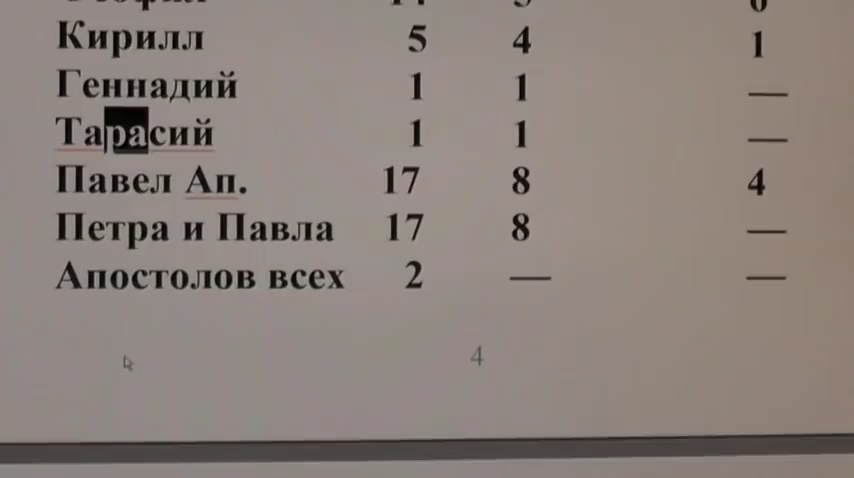 Кирилл 5 4 1
Геннадий 1 1 —
Тарасий 1 1 —
Павел Ап. 17 8 4
Петра и Павла 17 8 —
Апостолов всех 2 — —
4